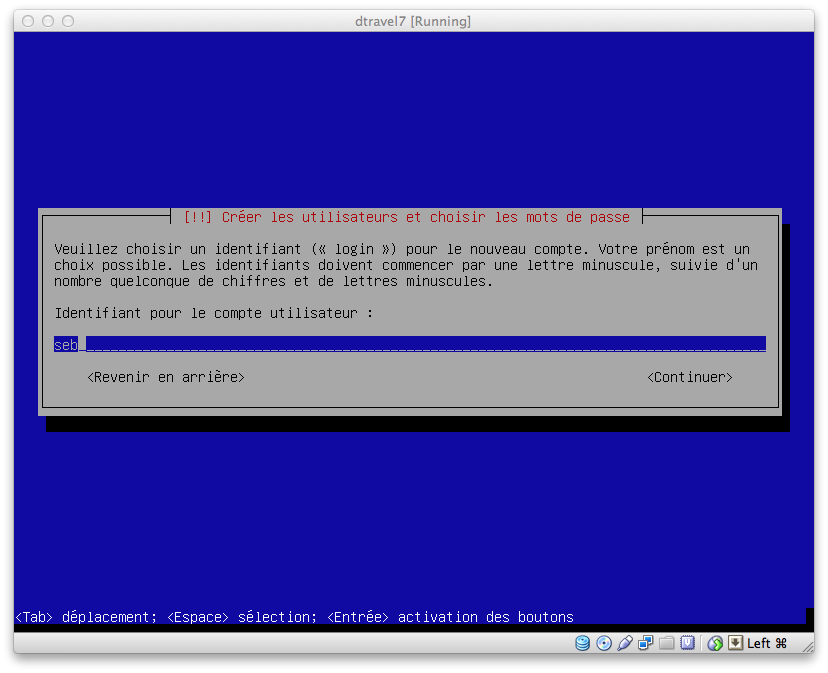 dtravel7 [Running]
[!!] Créer les utilisateurs et choisir les mots de passe
Veuillez choisir un identifiant (« login ») pour le nouveau compte. Votre prénom est un
choix possible. Les identifiants doivent commencer par une lettre minuscule, suivie d'un
nombre quelconque de chiffres et de lettres minuscules.
Identifiant pour le compte utilisateur :
seb
<Revenir en arrière> <Continuer>
<Tab> déplacement; <Espace> sélection; <Entrée> activation des boutons
Left ⌘